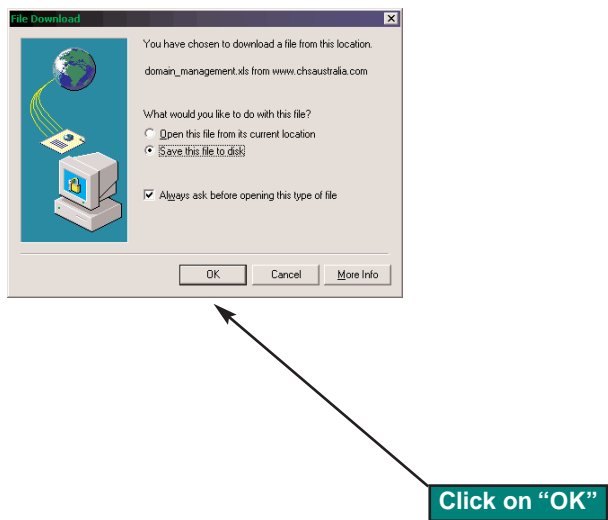 File Download
You have chosen to download a file from this location.
domain_management.xls from www.chsaustralia.com
What would you like to do with this file?
Open this file from its current location
Save this file to disk
Always ask before opening this type of file
OK Cancel More Info
Click on “OK”